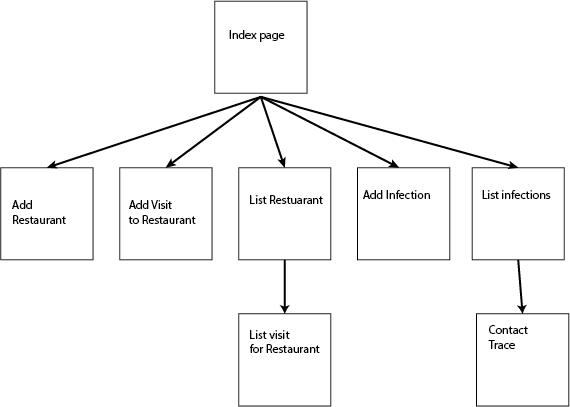 Index page
Add
Restaurant
Add Visit
to Restaurant
List Restuarant
Add Infection
List infections
List visit
for Restaurant
Contact
Trace